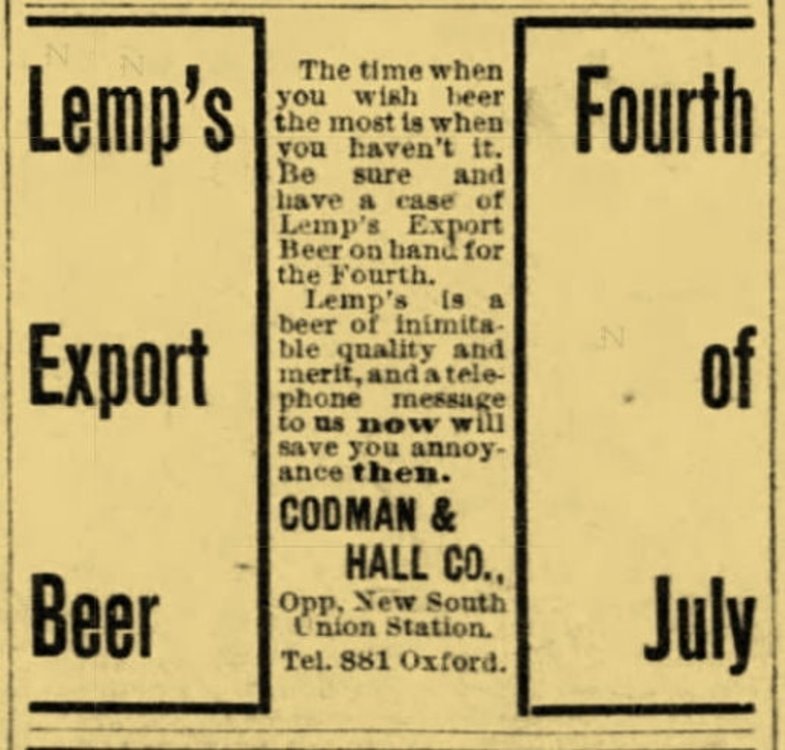 Lemp's
Export
Beer
The time when
you wish beer
the most is when
you haven't it.
Be sure and
have a case of
Lemp's Export
Beer on hand for
the Fourth.
Lemp's is a
beer of inimita-
ble quality and
merit, and a tele-
phone message
to us now will
save you annoy-
ance then.
CODMAN &
HALL CO.,
Opp. New South
Union Station.
Tel. 881 Oxford.
Fourth
of
July